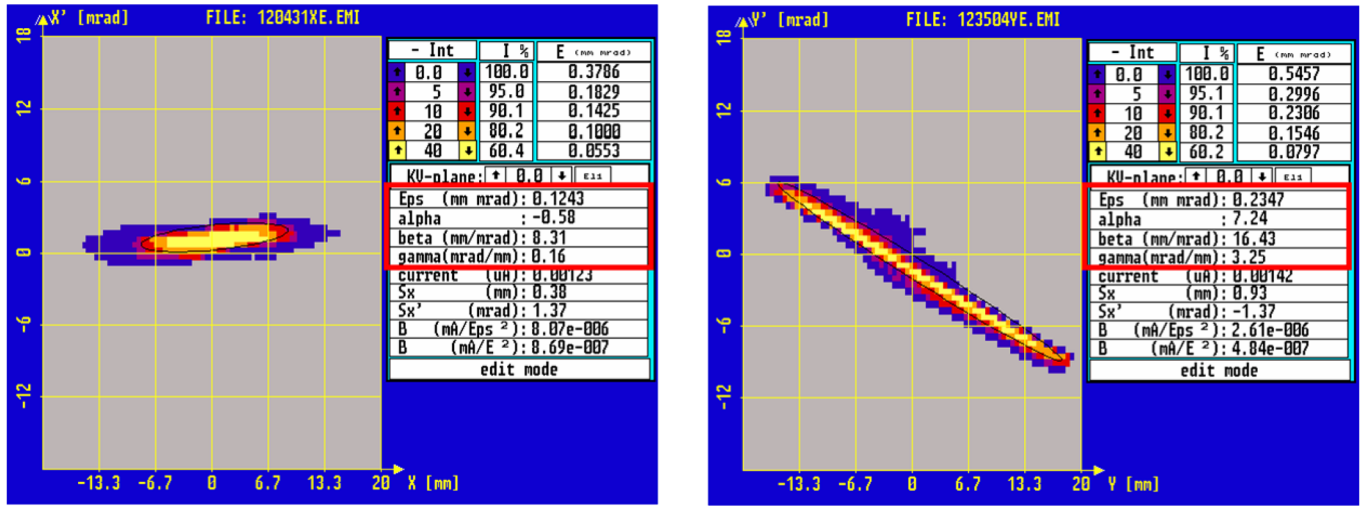 X' [mrad] FILE: 120431XE.EMI
18
12
6
0
-6
-12
-13.3 -6.7 0 6.7 13.3 20 X [mm]
- Int I % E (mm mrad)
0.0 100.0 0.3786
5 95.0 0.1829
10 90.1 0.1425
20 80.2 0.1000
40 60.4 0.0553
KV-plane: 0.0 Ell
Eps (mm mrad): 0.1243
alpha : -0.58
beta (mm/mrad): 8.31
gamma(mrad/mm): 0.16
current (uA): 0.00123
Sx (mm): 0.38
Sx' (mrad): 1.37
B (mA/Eps ²): 8.07e-006
B (mA/E ²): 8.69e-007
edit mode
Y' [mrad] FILE: 123504YE.EMI
18
12
6
0
-6
-12
-13.3 -6.7 0 6.7 13.3 20 Y [mm]
- Int I % E (mm mrad)
0.0 100.0 0.5457
5 95.1 0.2996
10 90.1 0.2306
20 80.2 0.1546
40 60.2 0.0797
KV-plane: 0.0 Ell
Eps (mm mrad): 0.2347
alpha : 7.24
beta (mm/mrad): 16.43
gamma(mrad/mm): 3.25
current (uA): 0.00142
Sx (mm): 0.93
Sx' (mrad): -1.37
B (mA/Eps ²): 2.61e-006
B (mA/E ²): 4.84e-007
edit mode